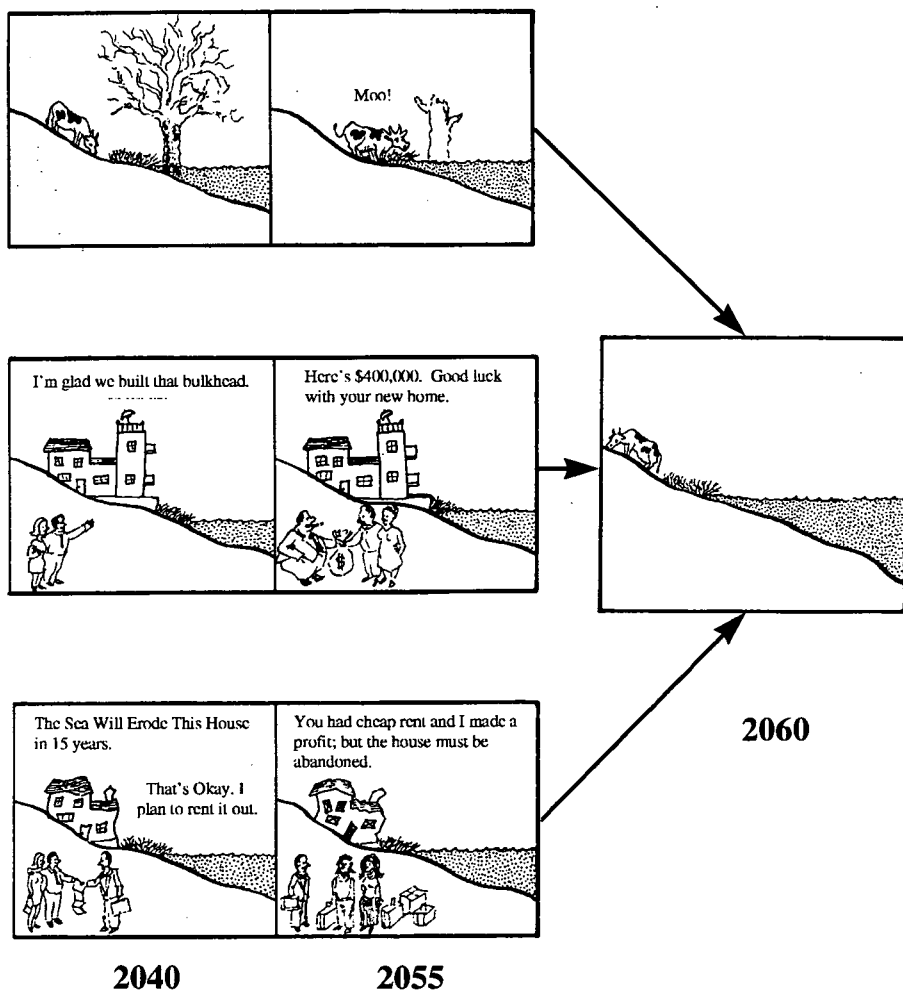 Moo!
I'm glad we built that bulkhead.
Here's $400,000. Good luck
with your new home.
$
The Sea Will Erode This House
in 15 years.
That's Okay. I
plan to rent it out.
You had cheap rent and I made a
profit; but the house must be
abandoned.
2060
2040
2055